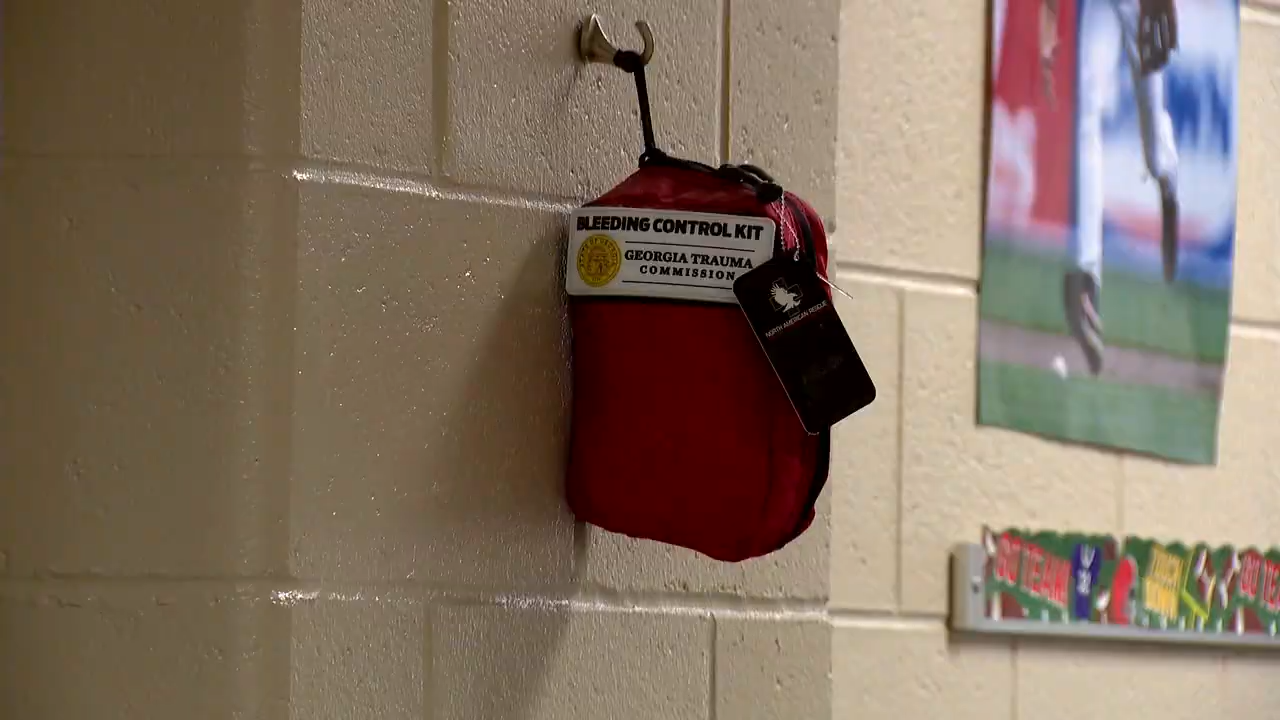 BLEEDING CONTROL KIT
GEORGIA TRAUMA
COMMISSION
NORTH AMERICAN RESCUE
GO TEAM!